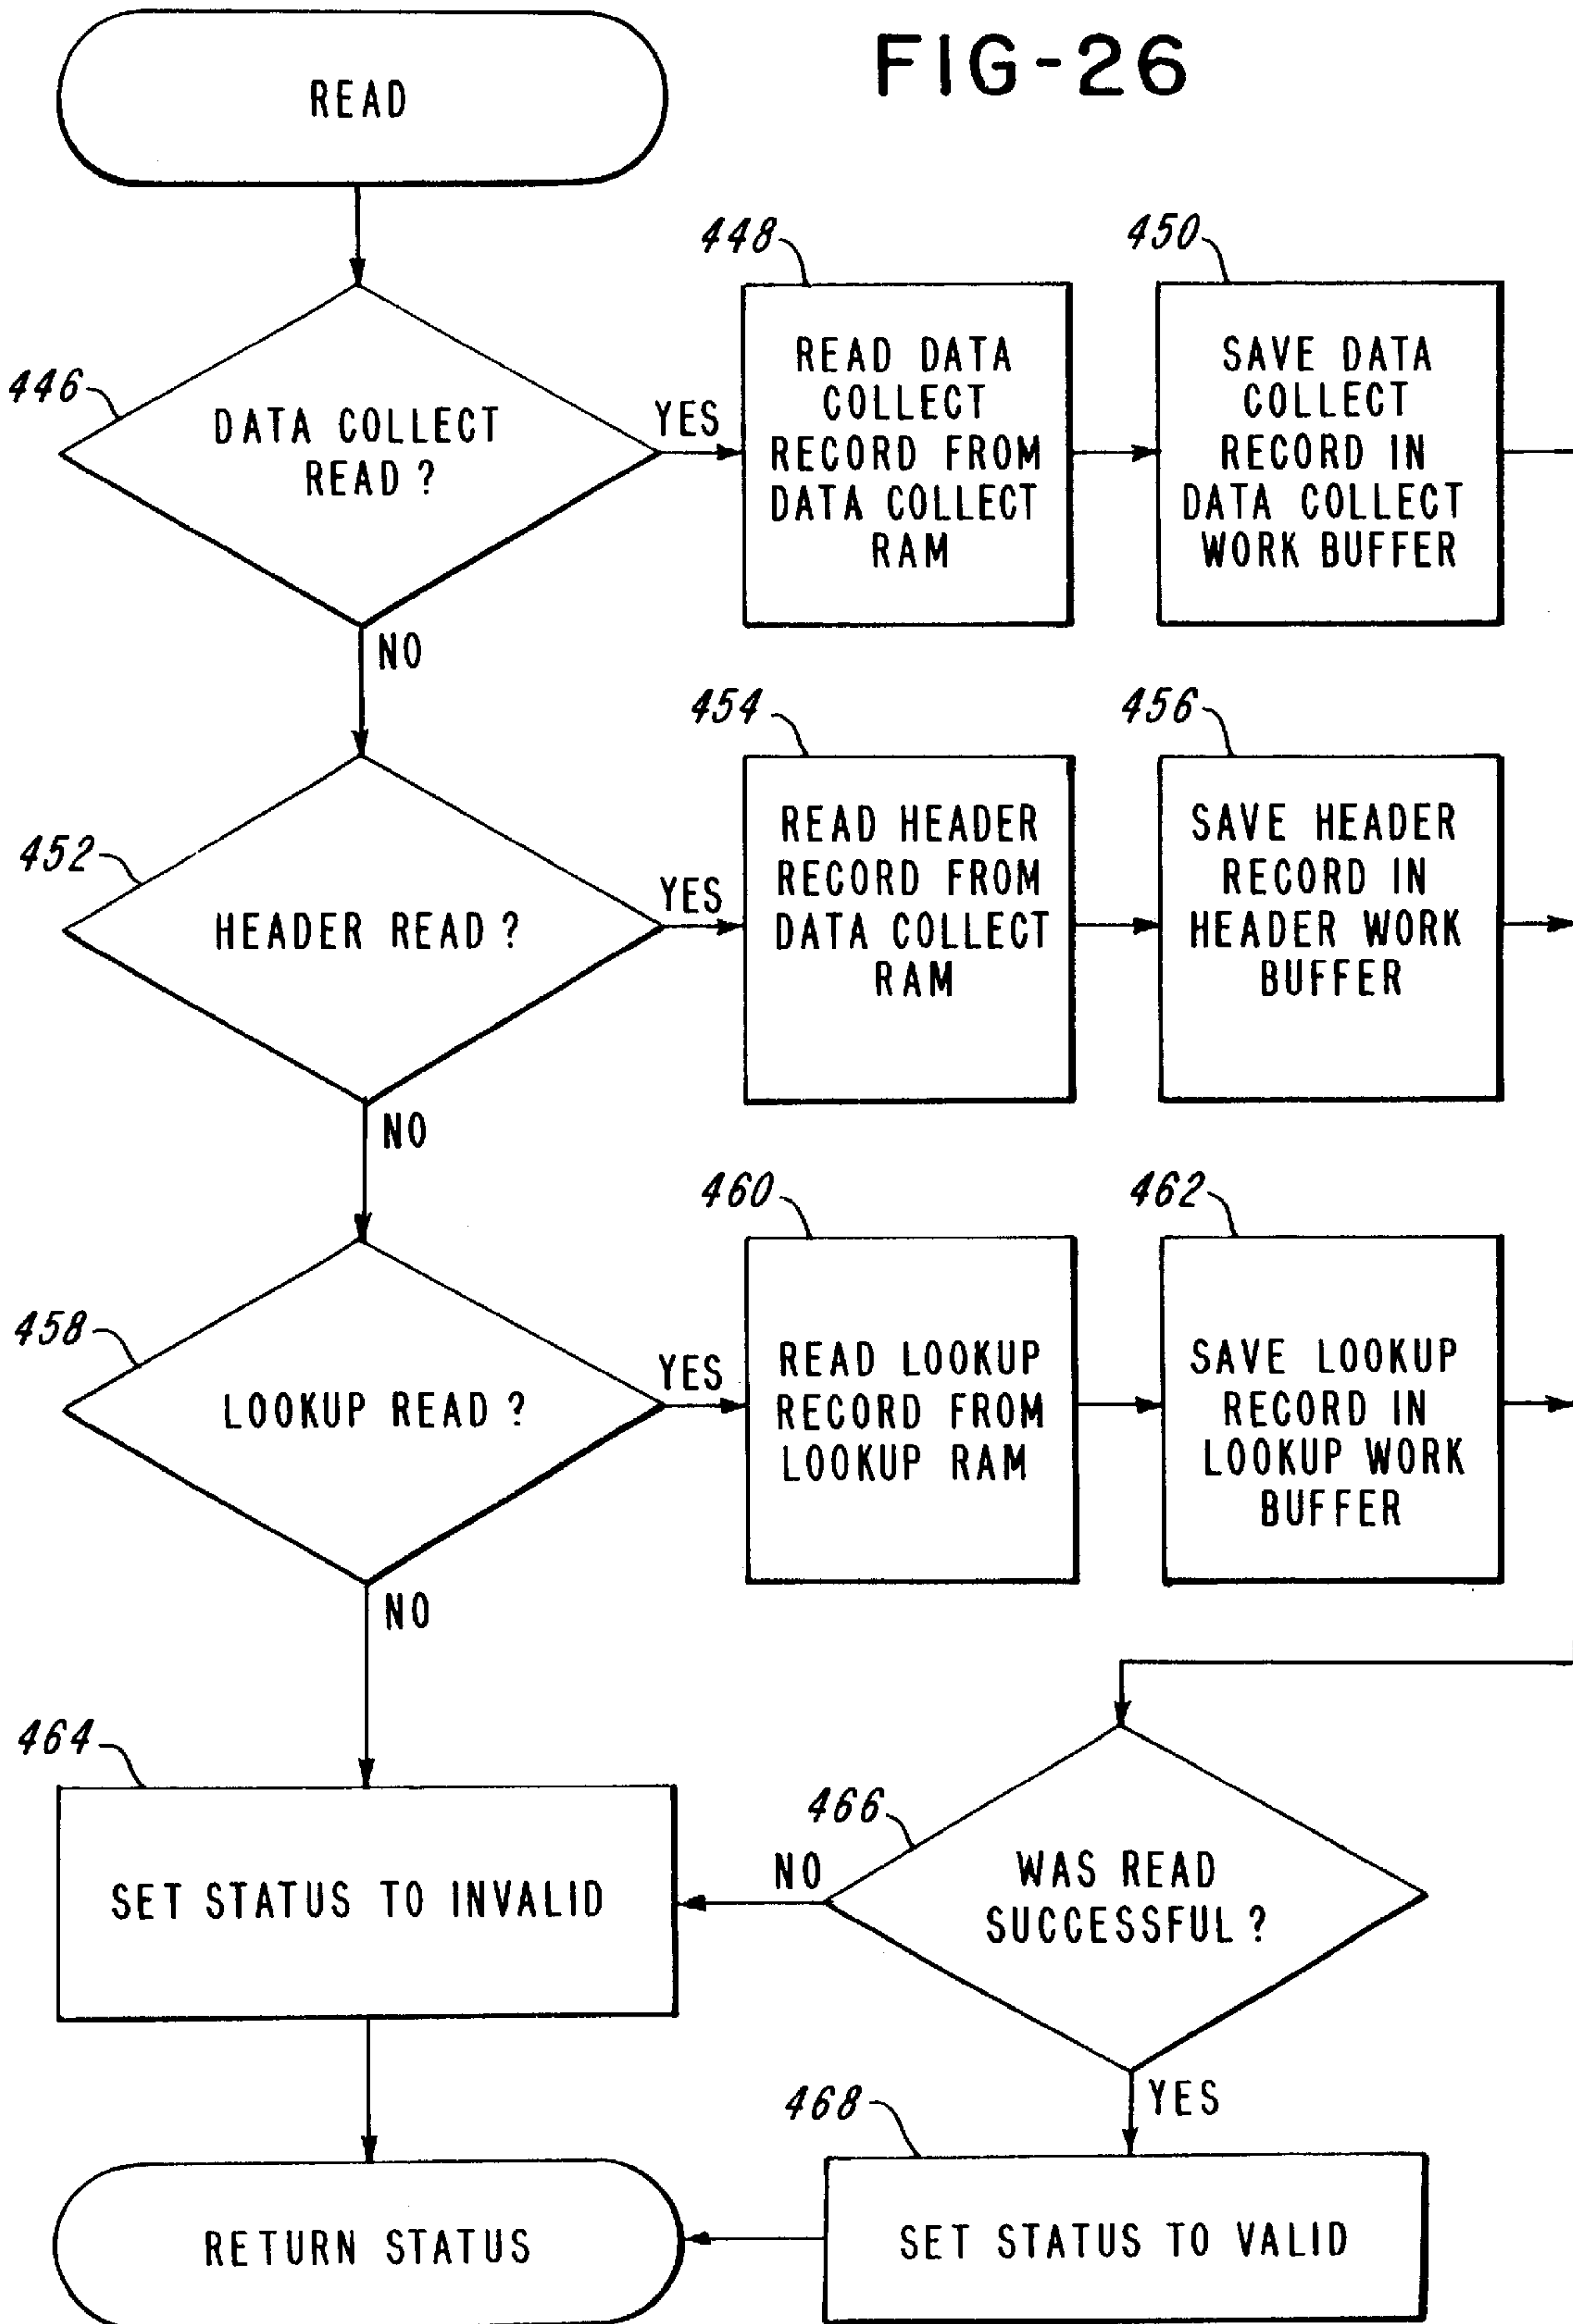 FIG-26
READ
446
DATA COLLECT
READ ?
YES
NO
448
READ DATA
COLLECT
RECORD FROM
DATA COLLECT
RAM
450
SAVE DATA
COLLECT
RECORD IN
DATA COLLECT
WORK BUFFER
452
HEADER READ ?
YES
NO
454
READ HEADER
RECORD FROM
DATA COLLECT
RAM
456
SAVE HEADER
RECORD IN
HEADER WORK
BUFFER
458
LOOKUP READ ?
YES
NO
460
READ LOOKUP
RECORD FROM
LOOKUP RAM
462
SAVE LOOKUP
RECORD IN
LOOKUP WORK
BUFFER
464
SET STATUS TO INVALID
466
WAS READ
SUCCESSFUL ?
NO
YES
468
SET STATUS TO VALID
RETURN STATUS